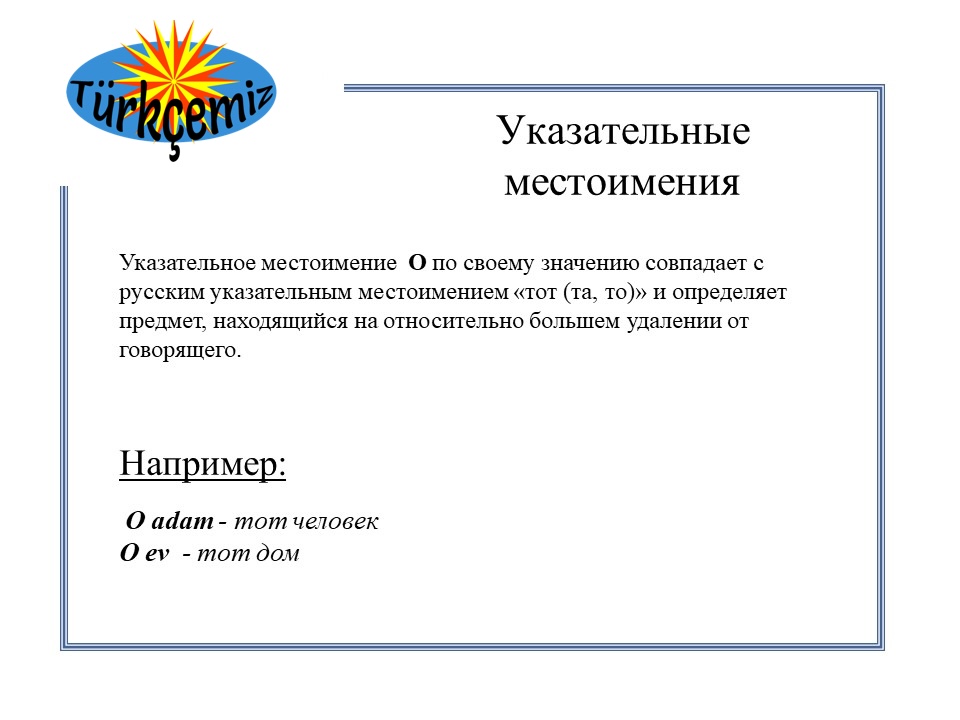 Türkçemiz
Указательные
местоимения
Указательное местоимение O по своему значению совпадает с
русским указательным местоимением «тот (та, то)» и определяет
предмет, находящийся на относительно большем удалении от
говорящего.
Например:
O adam - тот человек
O ev - тот дом